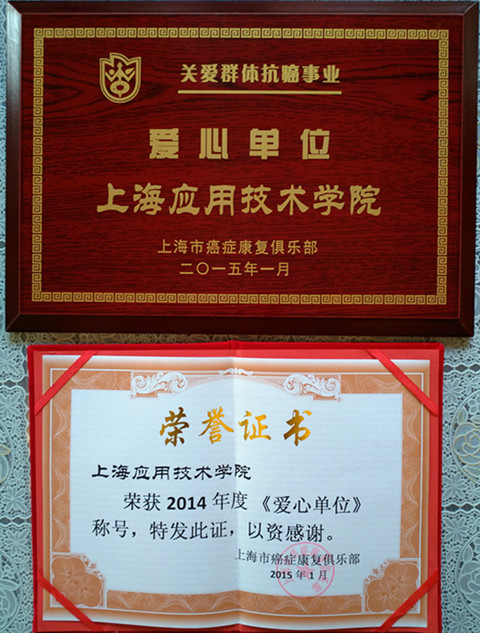 关爱群体抗癌事业
爱心单位
上海应用技术学院
上海市癌症康复俱乐部
二〇一五年一月
荣誉证书
上海应用技术学院
荣获 2014 年度 《爱心单位》
称号，特发此证，以资感谢。
上海市癌症康复俱乐部
2015 年 1 月